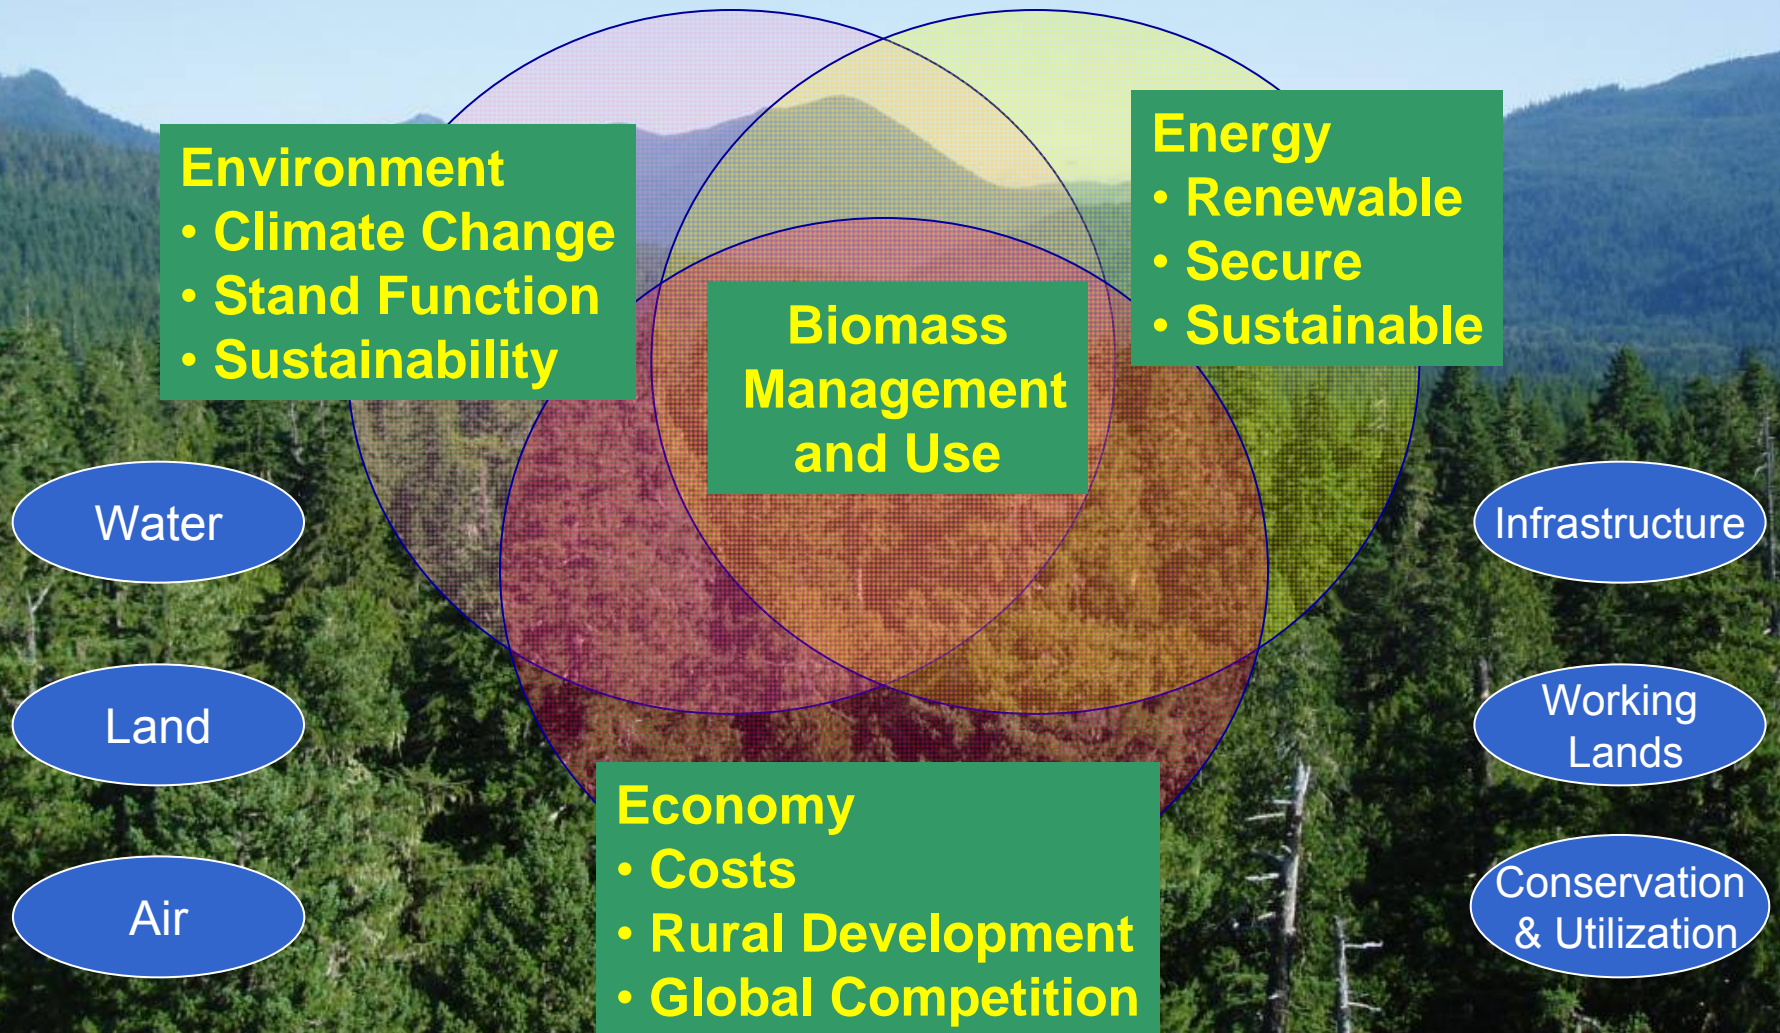 Environment
• Climate Change
• Stand Function
• Sustainability
Energy
• Renewable
• Secure
• Sustainable
Biomass
Management
and Use
Water
Land
Air
Infrastructure
Working
Lands
Conservation
& Utilization
Economy
• Costs
• Rural Development
• Global Competition